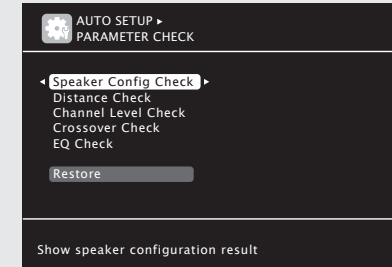 AUTO SETUP ▸
PARAMETER CHECK
◂ Speaker Config Check ▸
Distance Check
Channel Level Check
Crossover Check
EQ Check
Restore
Show speaker configuration result